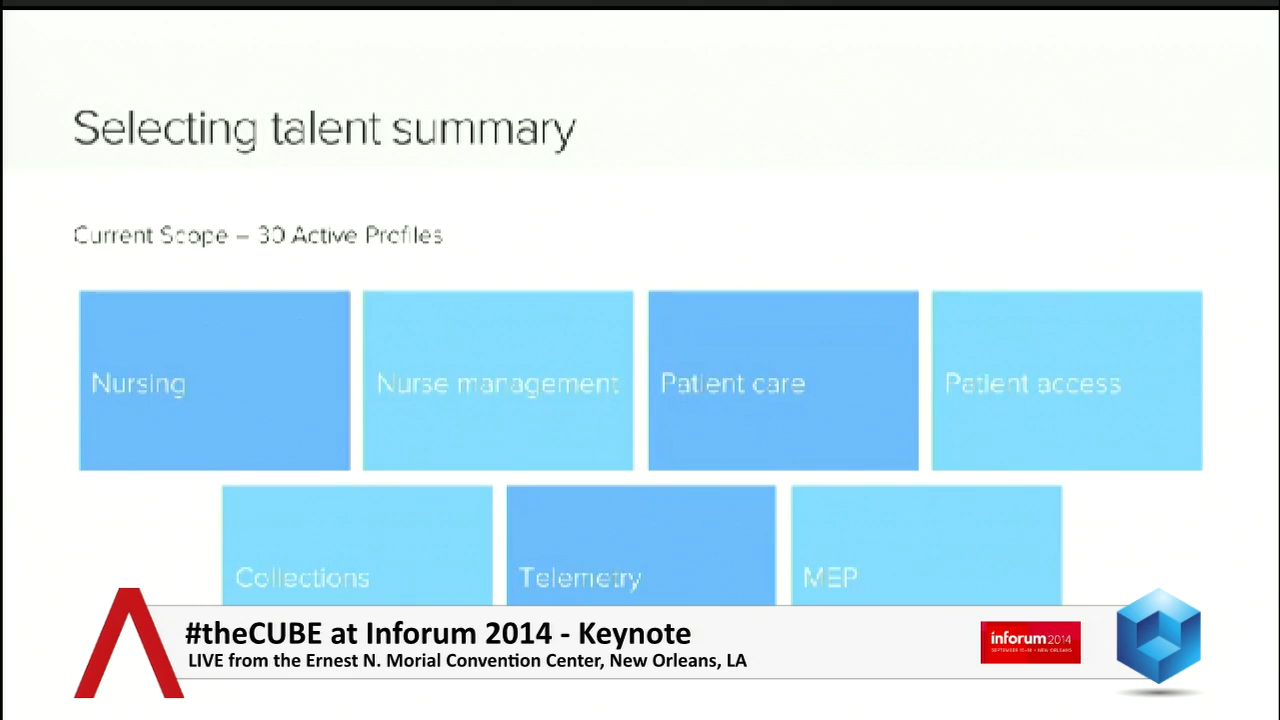 Selecting talent summary
Current Scope – 30 Active Profiles
Nursing
Nurse management
Patient care
Patient access
Collections
Telemetry
MEP
#theCUBE at Inforum 2014 - Keynote
LIVE from the Ernest N. Morial Convention Center, New Orleans, LA
inforum2014